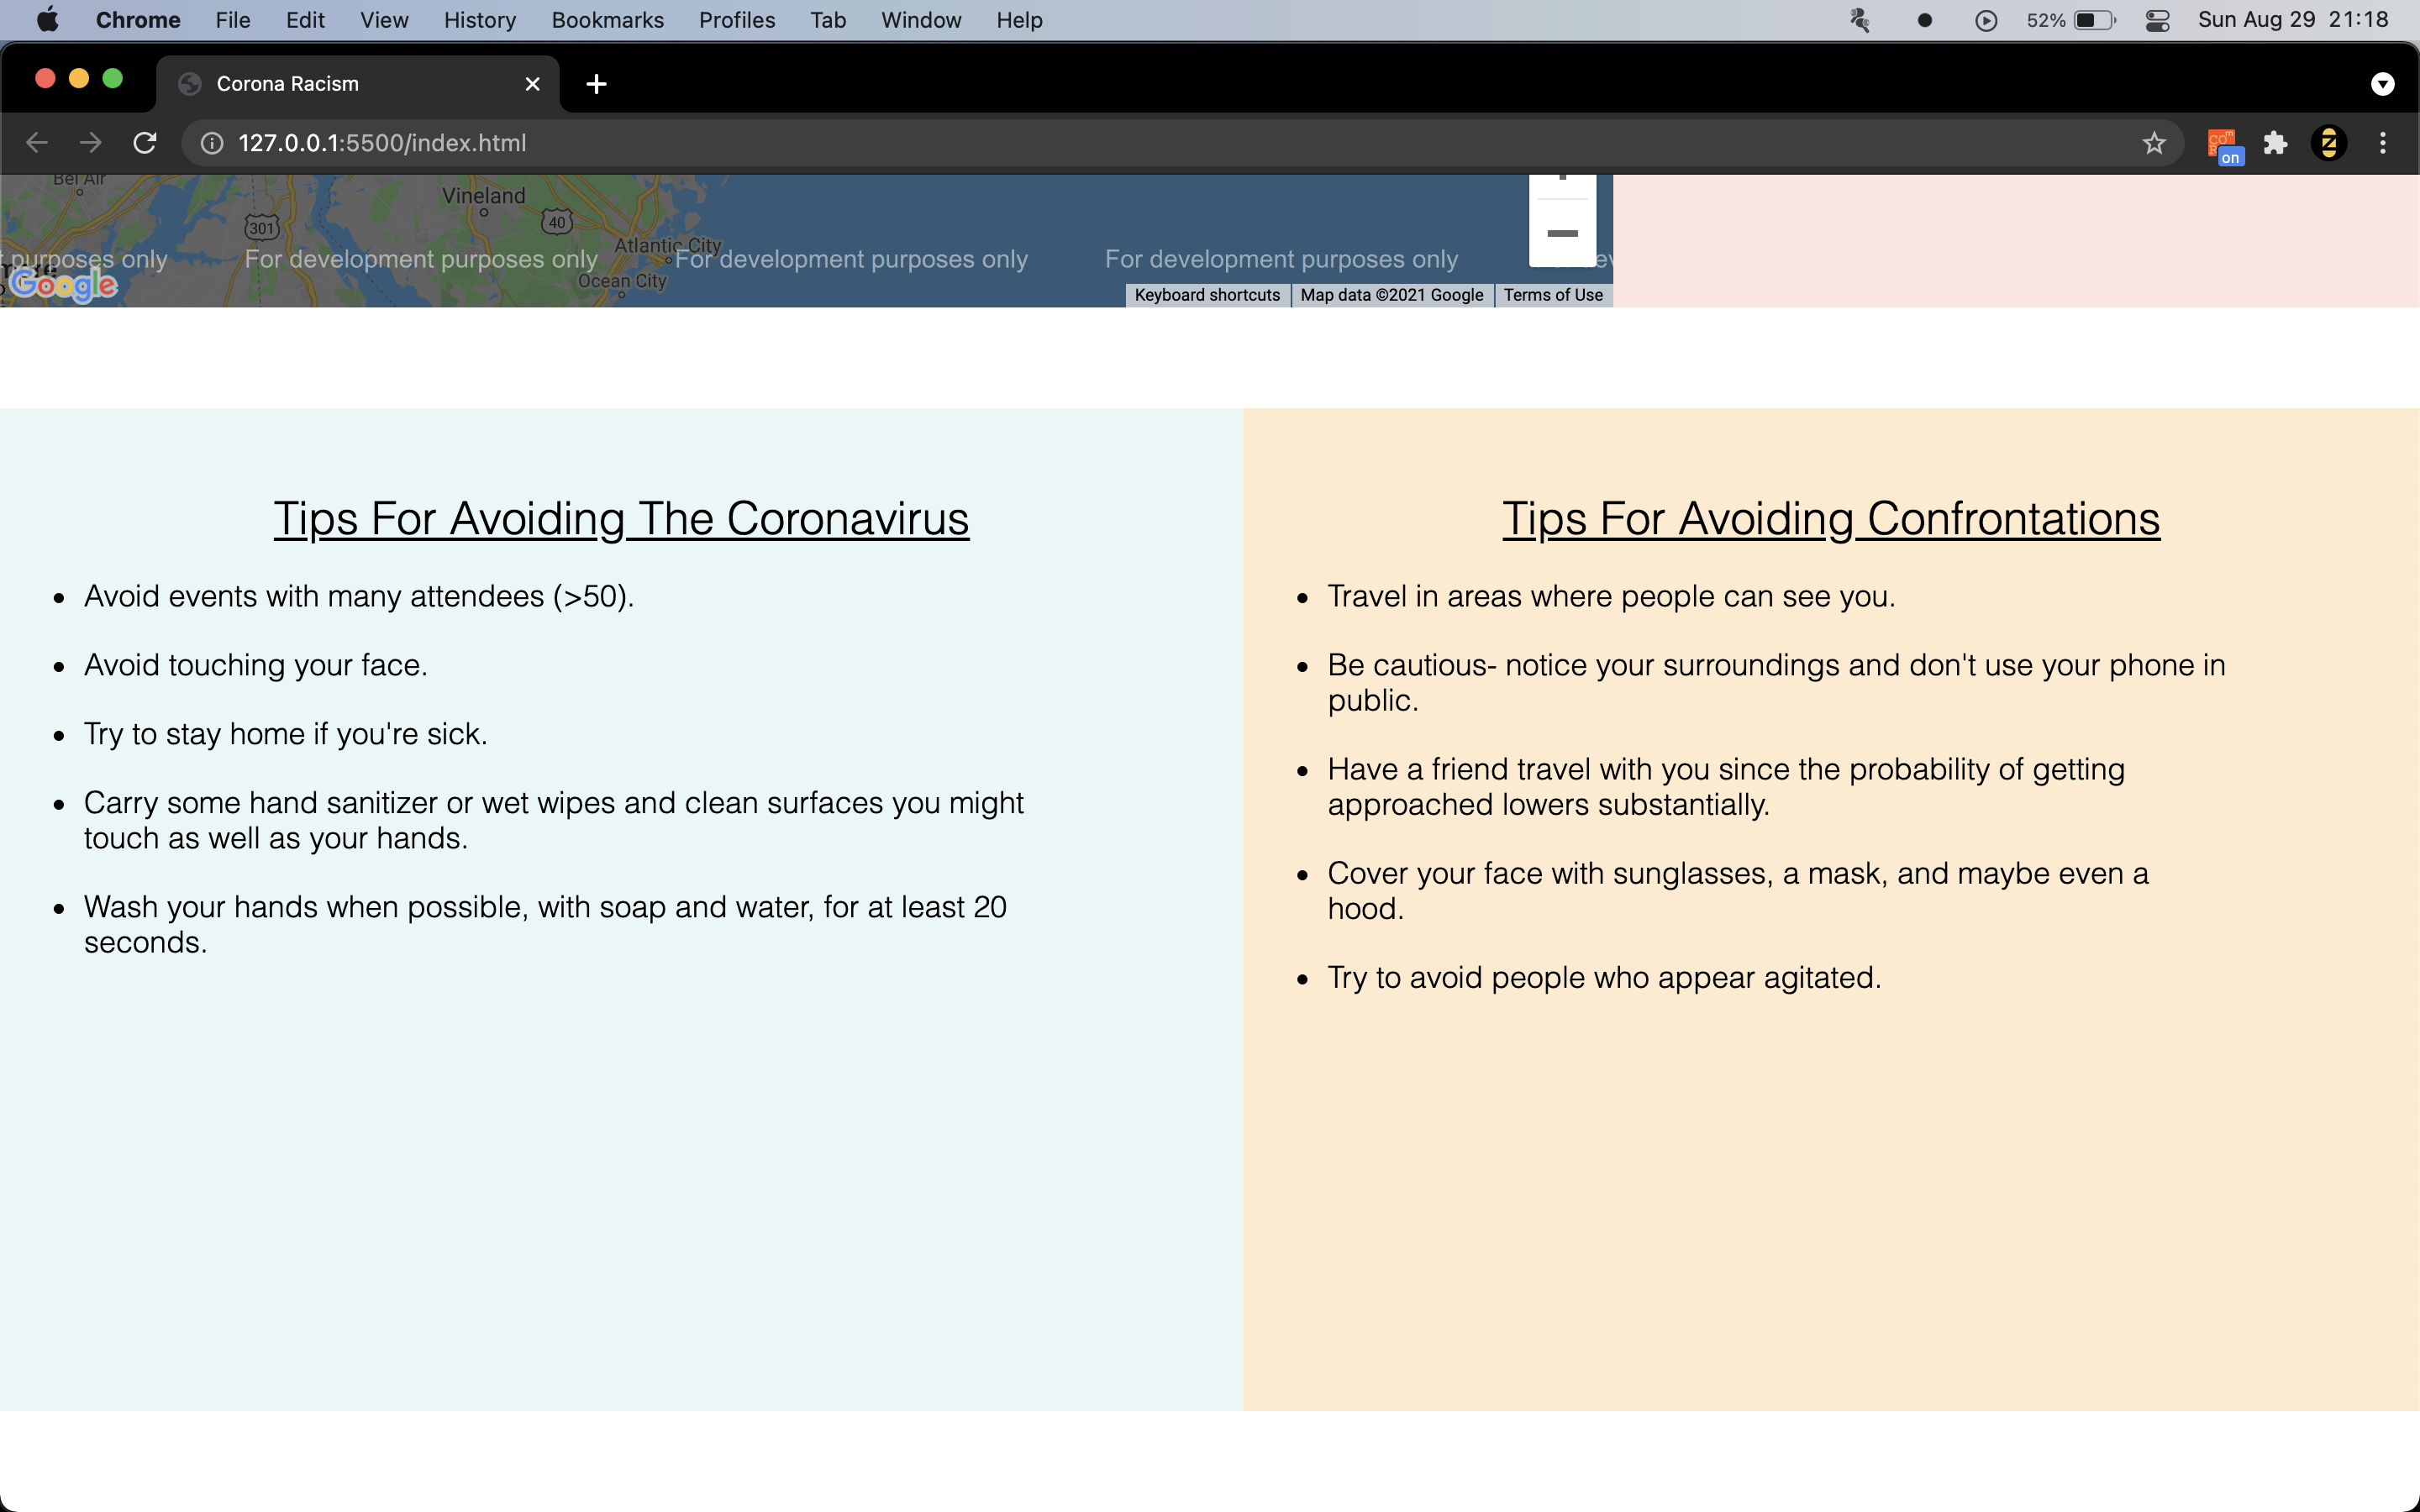 Chrome File Edit View History Bookmarks Profiles Tab Window Help 52% Sun Aug 29 21:18
Corona Racism
127.0.0.1:5500/index.html
on
Bel Air
Vineland
301
40
Atlantic City
purposes only For development purposes only For development purposes only For development purposes only
Ocean City
Google
Keyboard shortcuts Map data ©2021 Google Terms of Use
Tips For Avoiding The Coronavirus
Avoid events with many attendees (>50).
Avoid touching your face.
Try to stay home if you're sick.
Carry some hand sanitizer or wet wipes and clean surfaces you might
touch as well as your hands.
Wash your hands when possible, with soap and water, for at least 20
seconds.
Tips For Avoiding Confrontations
Travel in areas where people can see you.
Be cautious- notice your surroundings and don't use your phone in
public.
Have a friend travel with you since the probability of getting
approached lowers substantially.
Cover your face with sunglasses, a mask, and maybe even a
hood.
Try to avoid people who appear agitated.